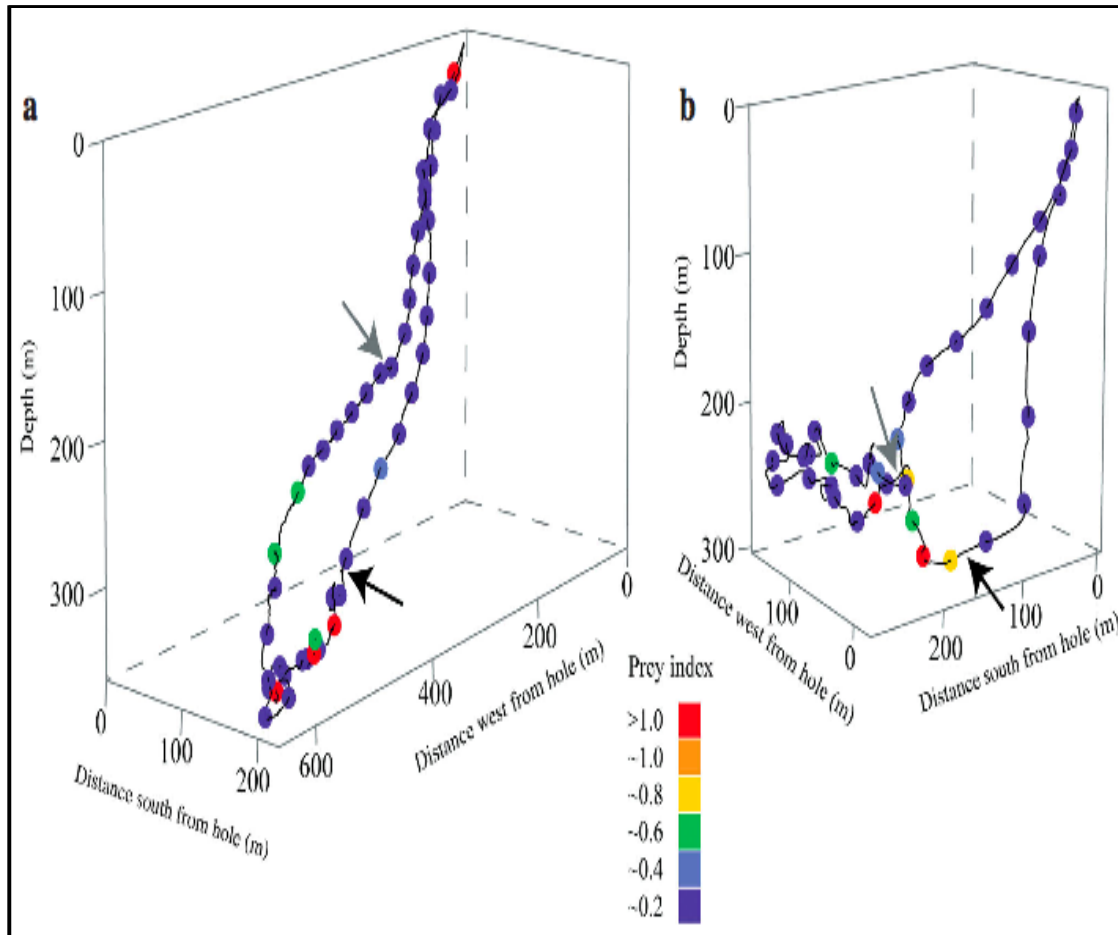 a
0
100
200
300
Depth (m)
0
100
200
Distance south from hole (m)
600
400
200
0
Distance west from hole (m)
b
0
100
200
300
Depth (m)
100
0
Distance west from hole (m)
200
100
0
Distance south from hole (m)
Prey index
>1.0
~1.0
~0.8
~0.6
~0.4
~0.2